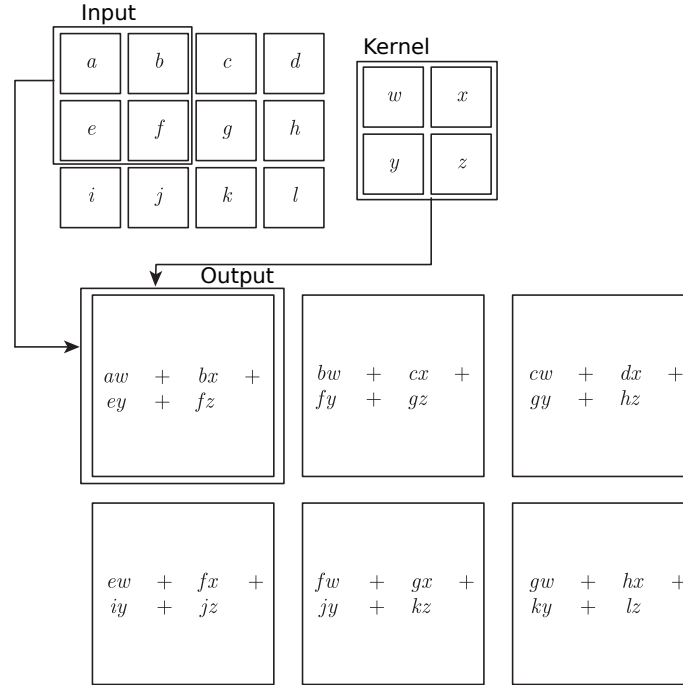 Input
Kernel
a b c d
w x
e f g h
y z
i j k l
Output
aw + bx +
ey + fz
bw + cx +
fy + gz
cw + dx +
gy + hz
ew + fx +
iy + jz
fw + gx +
jy + kz
gw + hx +
ky + lz